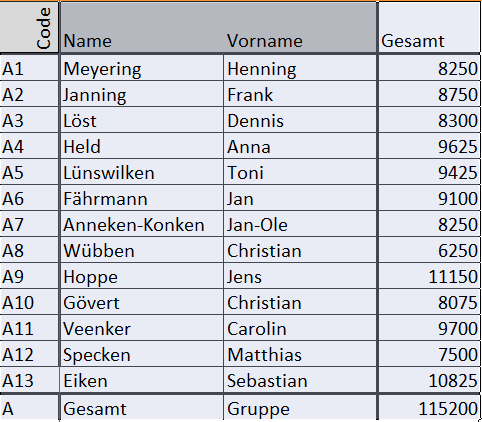 Code Name Vorname Gesamt
A1 Meyering Henning 8250
A2 Janning Frank 8750
A3 Löst Dennis 8300
A4 Held Anna 9625
A5 Lünswilken Toni 9425
A6 Fährmann Jan 9100
A7 Anneken-Konken Jan-Ole 8250
A8 Wübben Christian 6250
A9 Hoppe Jens 11150
A10 Gövert Christian 8075
A11 Veenker Carolin 9700
A12 Specken Matthias 7500
A13 Eiken Sebastian 10825
A Gesamt Gruppe 115200